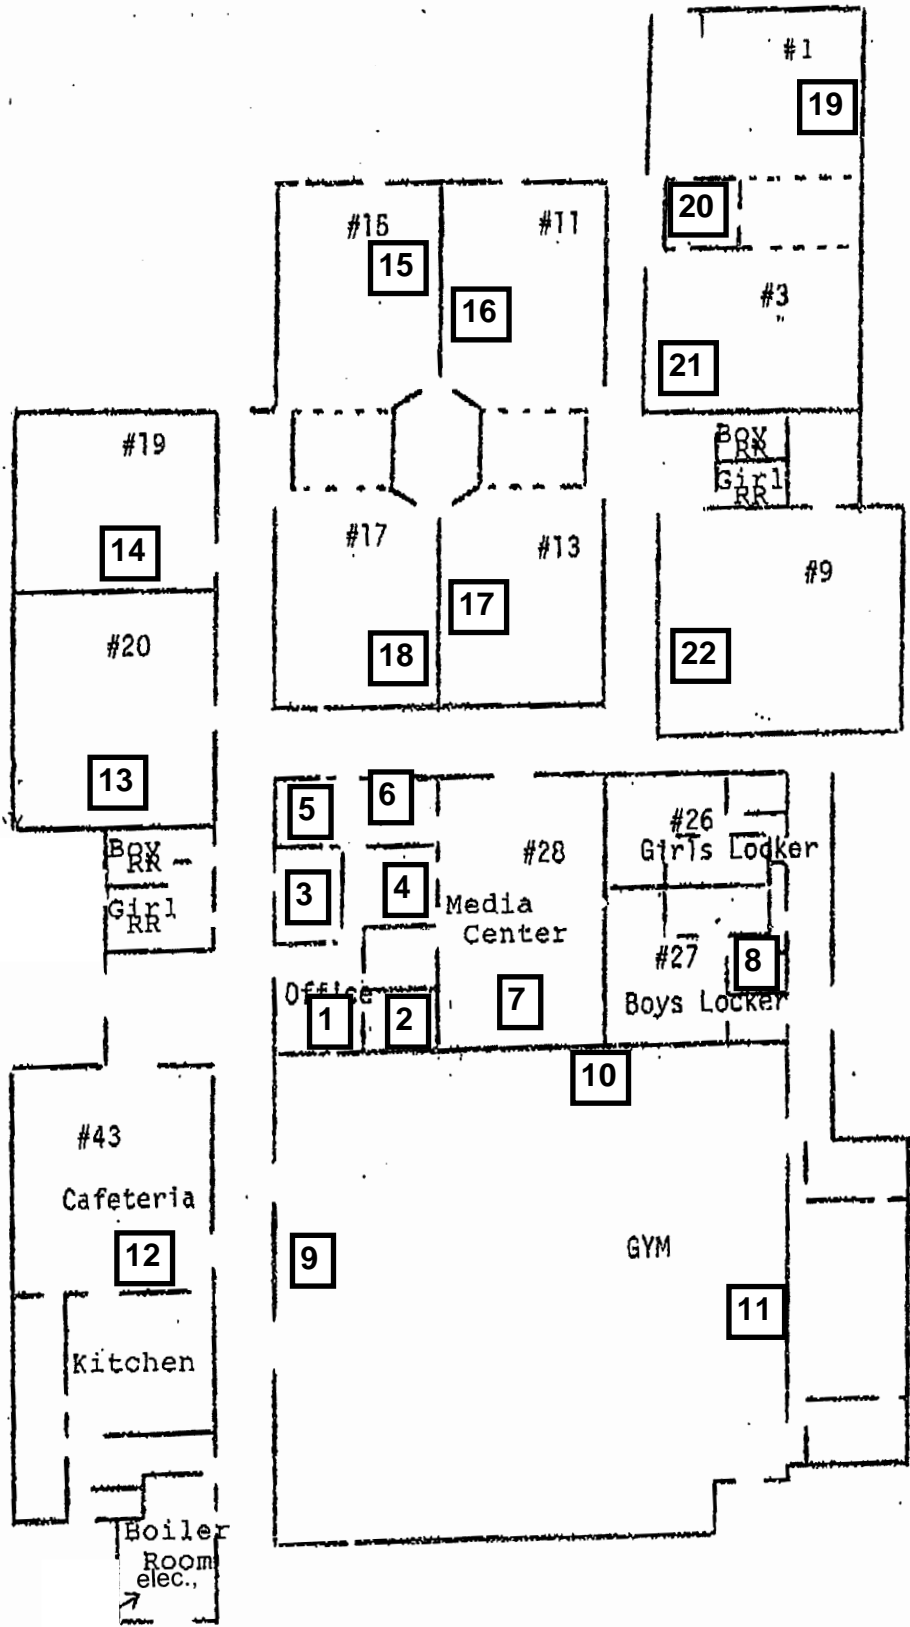 #1
19
20
#15
#11
15
16
#3
21
#19
Boy
RR
Girl
RR
14
#17
#13
#9
17
#20
18
22
13
5
6
#26
Girls Locker
Boy
RR
#28
3
4
Girl
RR
Media
Center
#27
8
Office
7
Boys Locker
1
2
10
#43
Cafeteria
12
9
GYM
11
Kitchen
Boiler
Room
elec.,